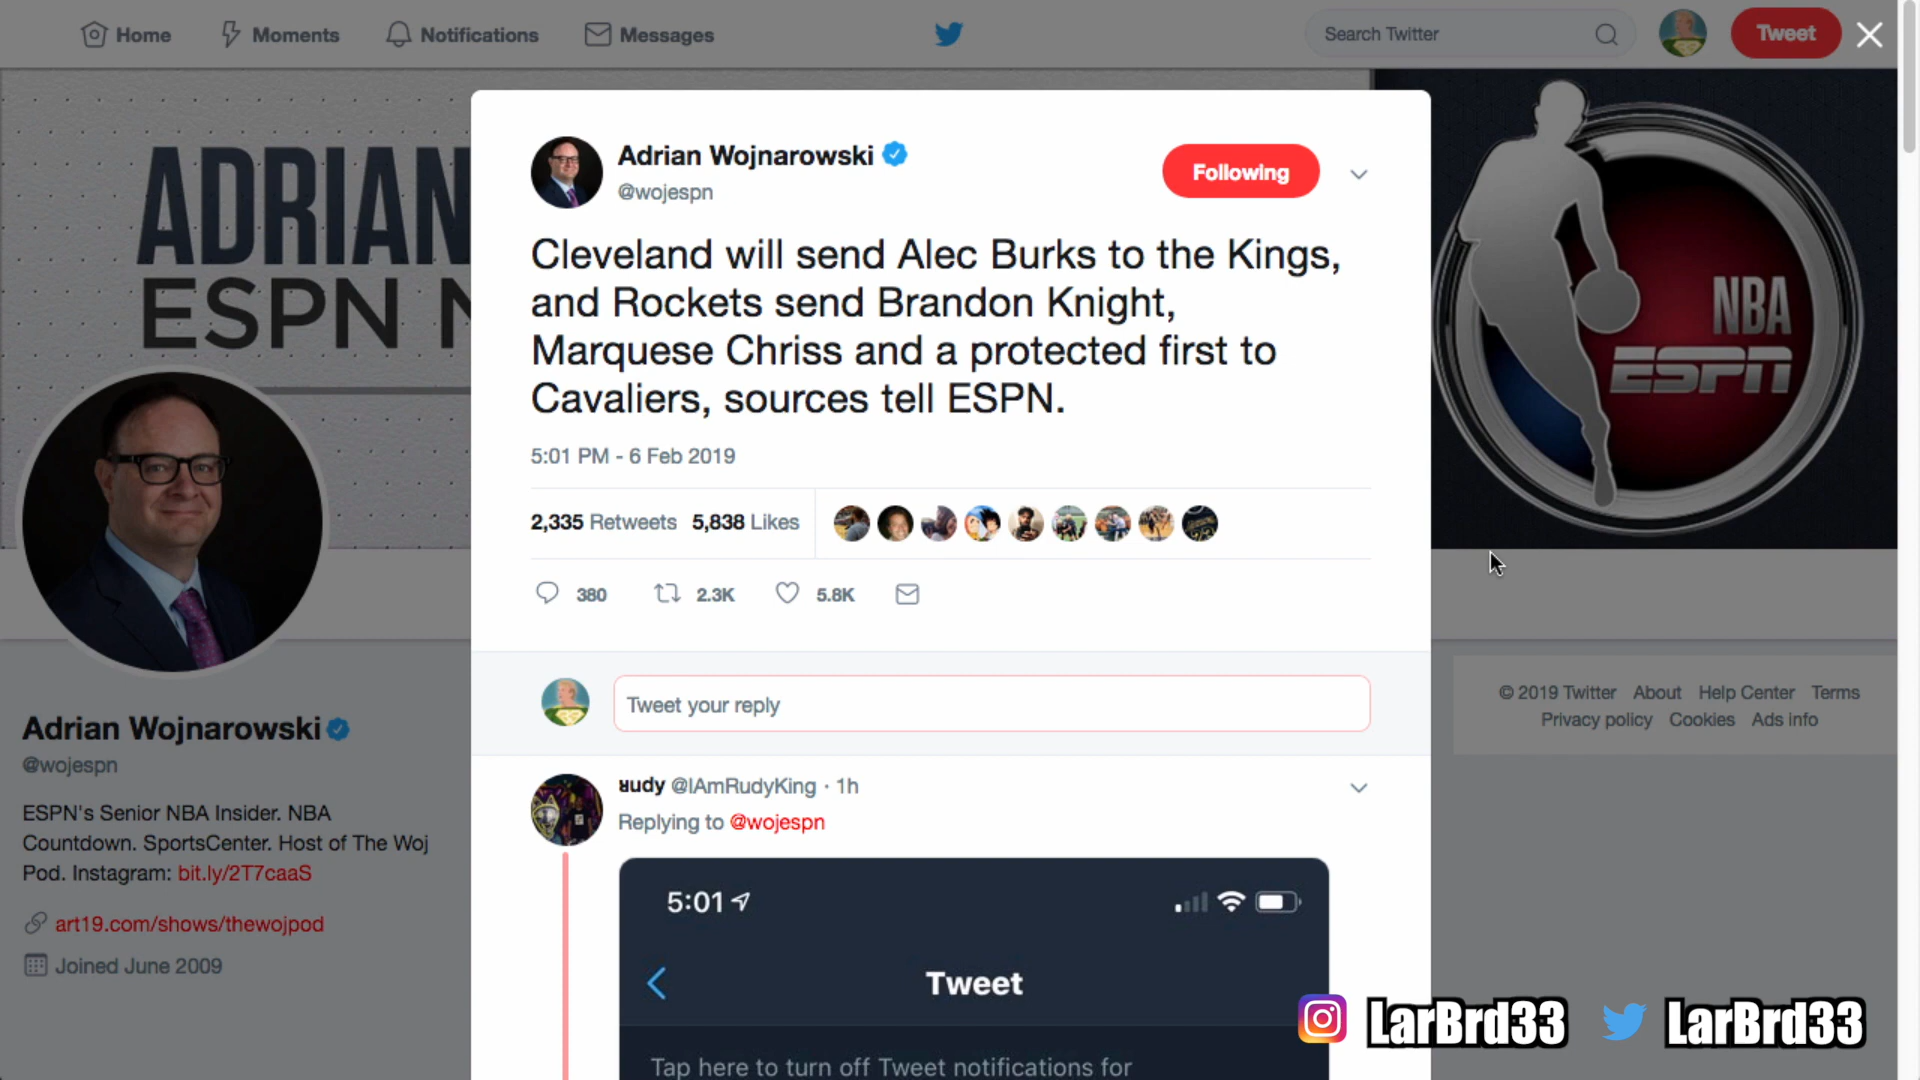 Home
Moments
Notifications
Messages
Search Twitter
Tweet
ADRIAN
ESPN N
NBA
ESPN
Adrian Wojnarowski
@wojespn
Following
Cleveland will send Alec Burks to the Kings,
and Rockets send Brandon Knight,
Marquese Chriss and a protected first to
Cavaliers, sources tell ESPN.
5:01 PM - 6 Feb 2019
2,335 Retweets 5,838 Likes
380 2.3K 5.8K
Tweet your reply
Adrian Wojnarowski
@wojespn
ESPN's Senior NBA Insider. NBA
Countdown. SportsCenter. Host of The Woj
Pod. Instagram: bit.ly/2T7caaS
art19.com/shows/thewojpod
Joined June 2009
© 2019 Twitter About Help Center Terms
Privacy policy Cookies Ads info
ᴚudy @IAmRudyKing · 1h
Replying to @wojespn
5:01
Tweet
Tap here to turn off Tweet notifications for
LarBrd33 LarBrd33